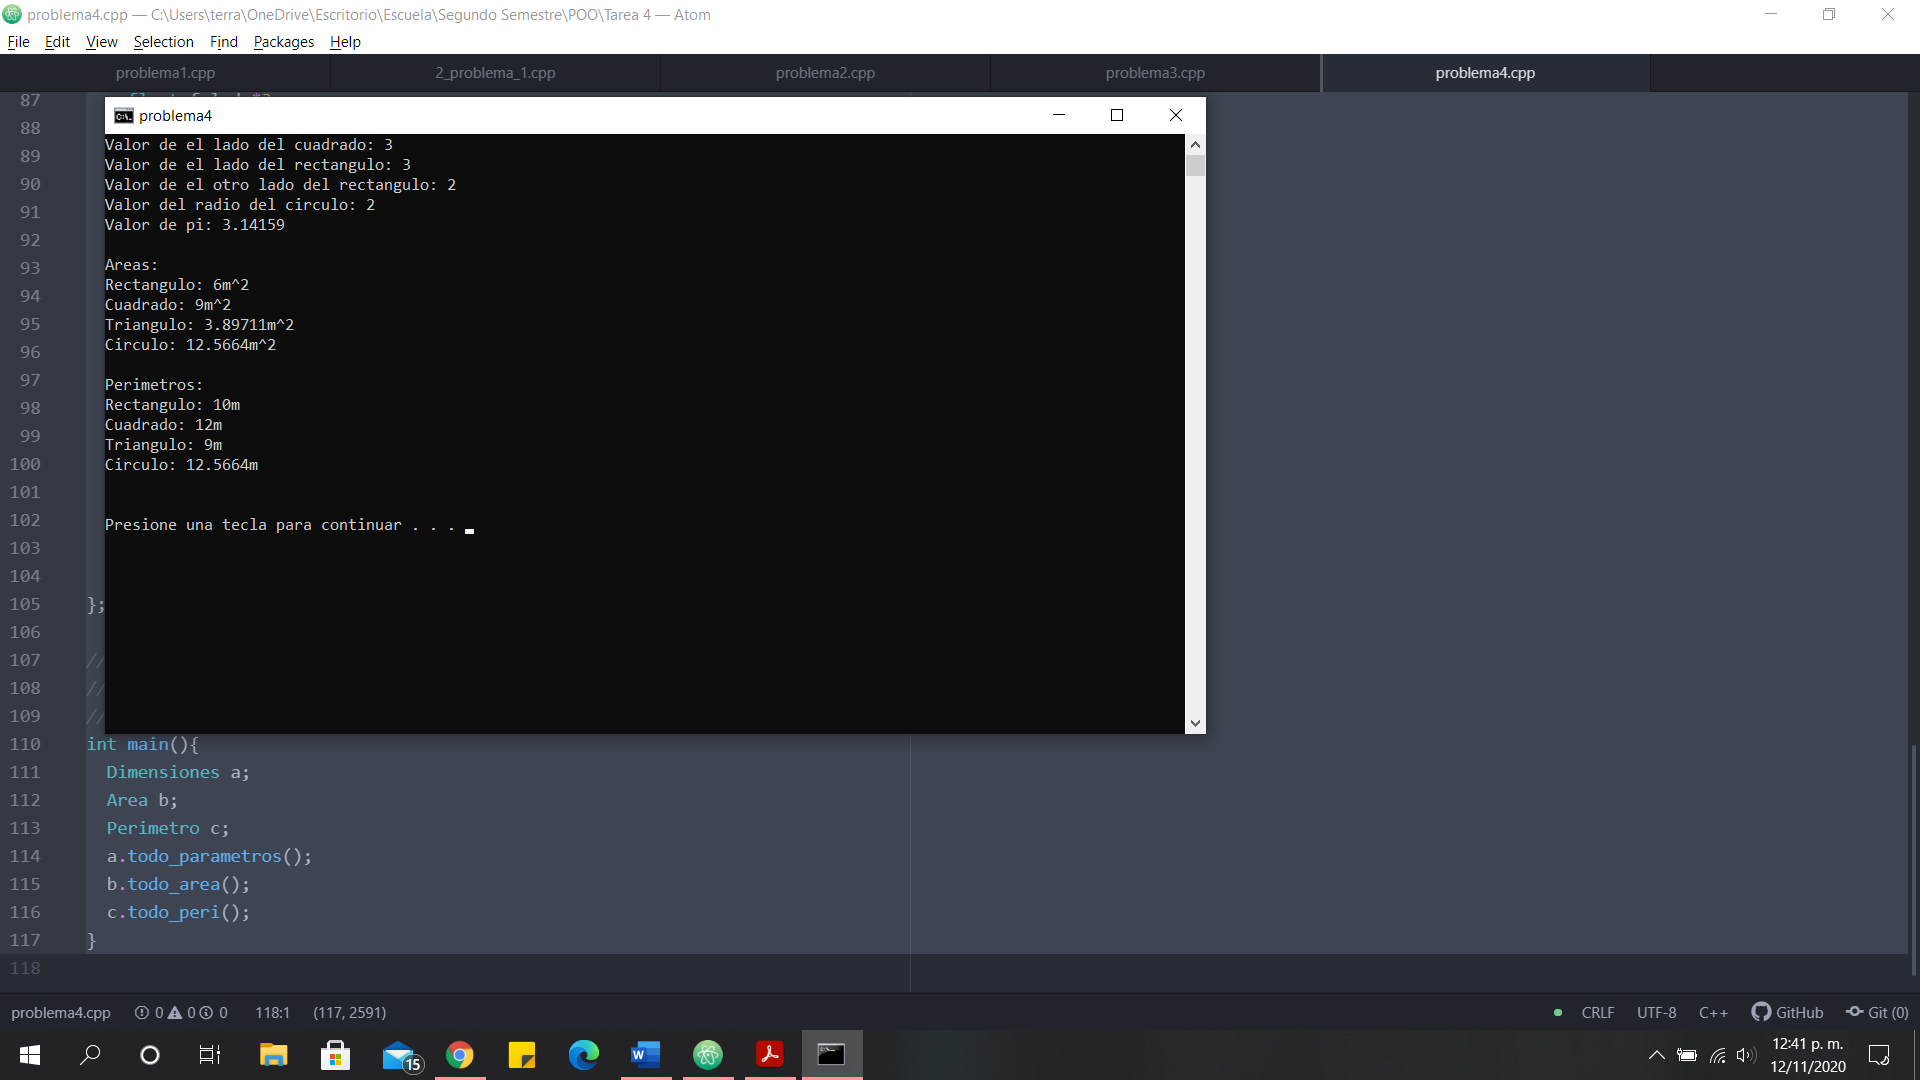 problema4.cpp — C:\Users\terra\OneDrive\Escritorio\Escuela\Segundo Semestre\POO\Tarea 4 — Atom
File Edit View Selection Find Packages Help
problema1.cpp 2_problema_1.cpp problema2.cpp problema3.cpp problema4.cpp
87
problema4
88
Valor de el lado del cuadrado: 3
89
Valor de el lado del rectangulo: 3
90
Valor de el otro lado del rectangulo: 2
91
Valor del radio del circulo: 2
92
Valor de pi: 3.14159
93
Areas:
94
Rectangulo: 6m^2
95
Cuadrado: 9m^2
Triangulo: 3.89711m^2
96
Circulo: 12.5664m^2
97
Perimetros:
98
Rectangulo: 10m
99
Cuadrado: 12m
Triangulo: 9m
100
Circulo: 12.5664m
101
102
Presione una tecla para continuar . . .
103
104
105 };
106
107 //
108 //
109 //
110 int main(){
111 Dimensiones a;
112 Area b;
113 Perimetro c;
114 a.todo_parametros();
115 b.todo_area();
116 c.todo_peri();
117 }
118
problema4.cpp 0 0 0 118:1 (117, 2591) CRLF UTF-8 C++ GitHub Git (0)
15
12:41 p. m.
12/11/2020